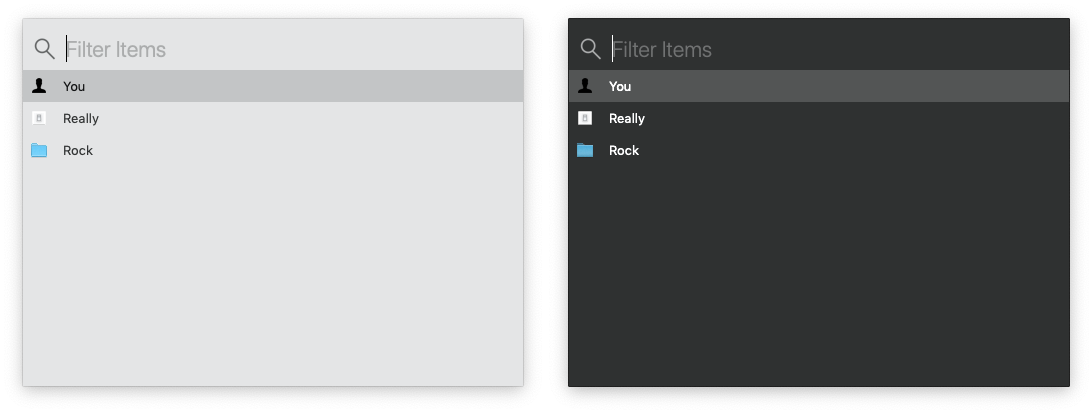 Filter Items
You
Really
Rock
Filter Items
You
Really
Rock